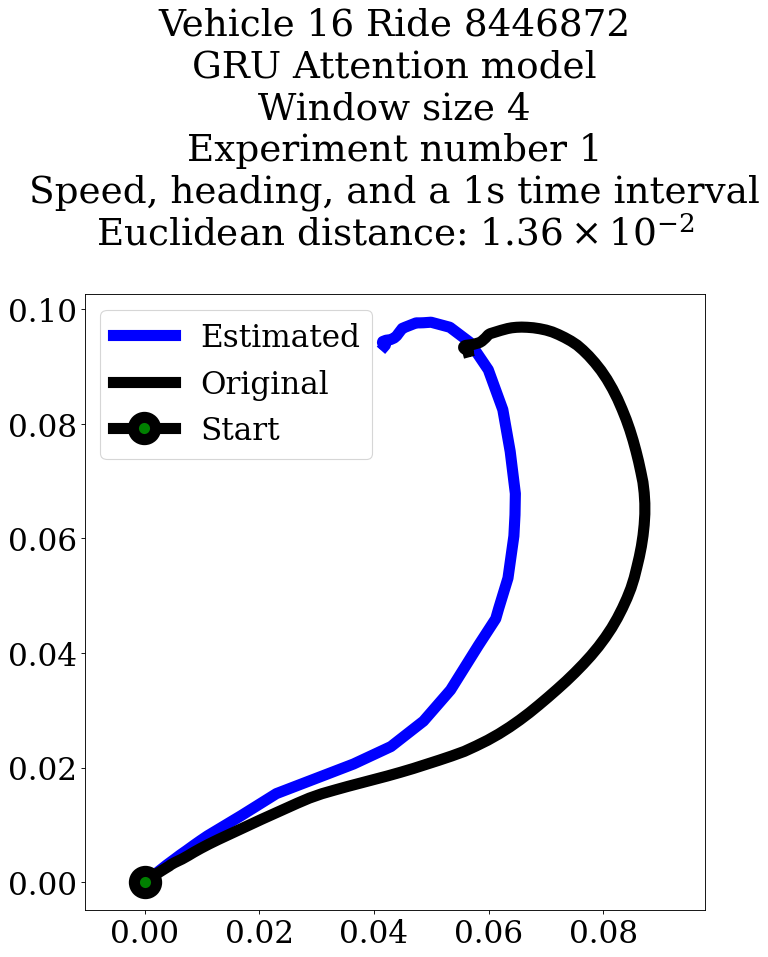 Vehicle 16 Ride 8446872
GRU Attention model
Window size 4
Experiment number 1
Speed, heading, and a 1s time interval
Euclidean distance: 1.36 × 10⁻²
Estimated
Original
Start
0.10
0.08
0.06
0.04
0.02
0.00
0.00 0.02 0.04 0.06 0.08